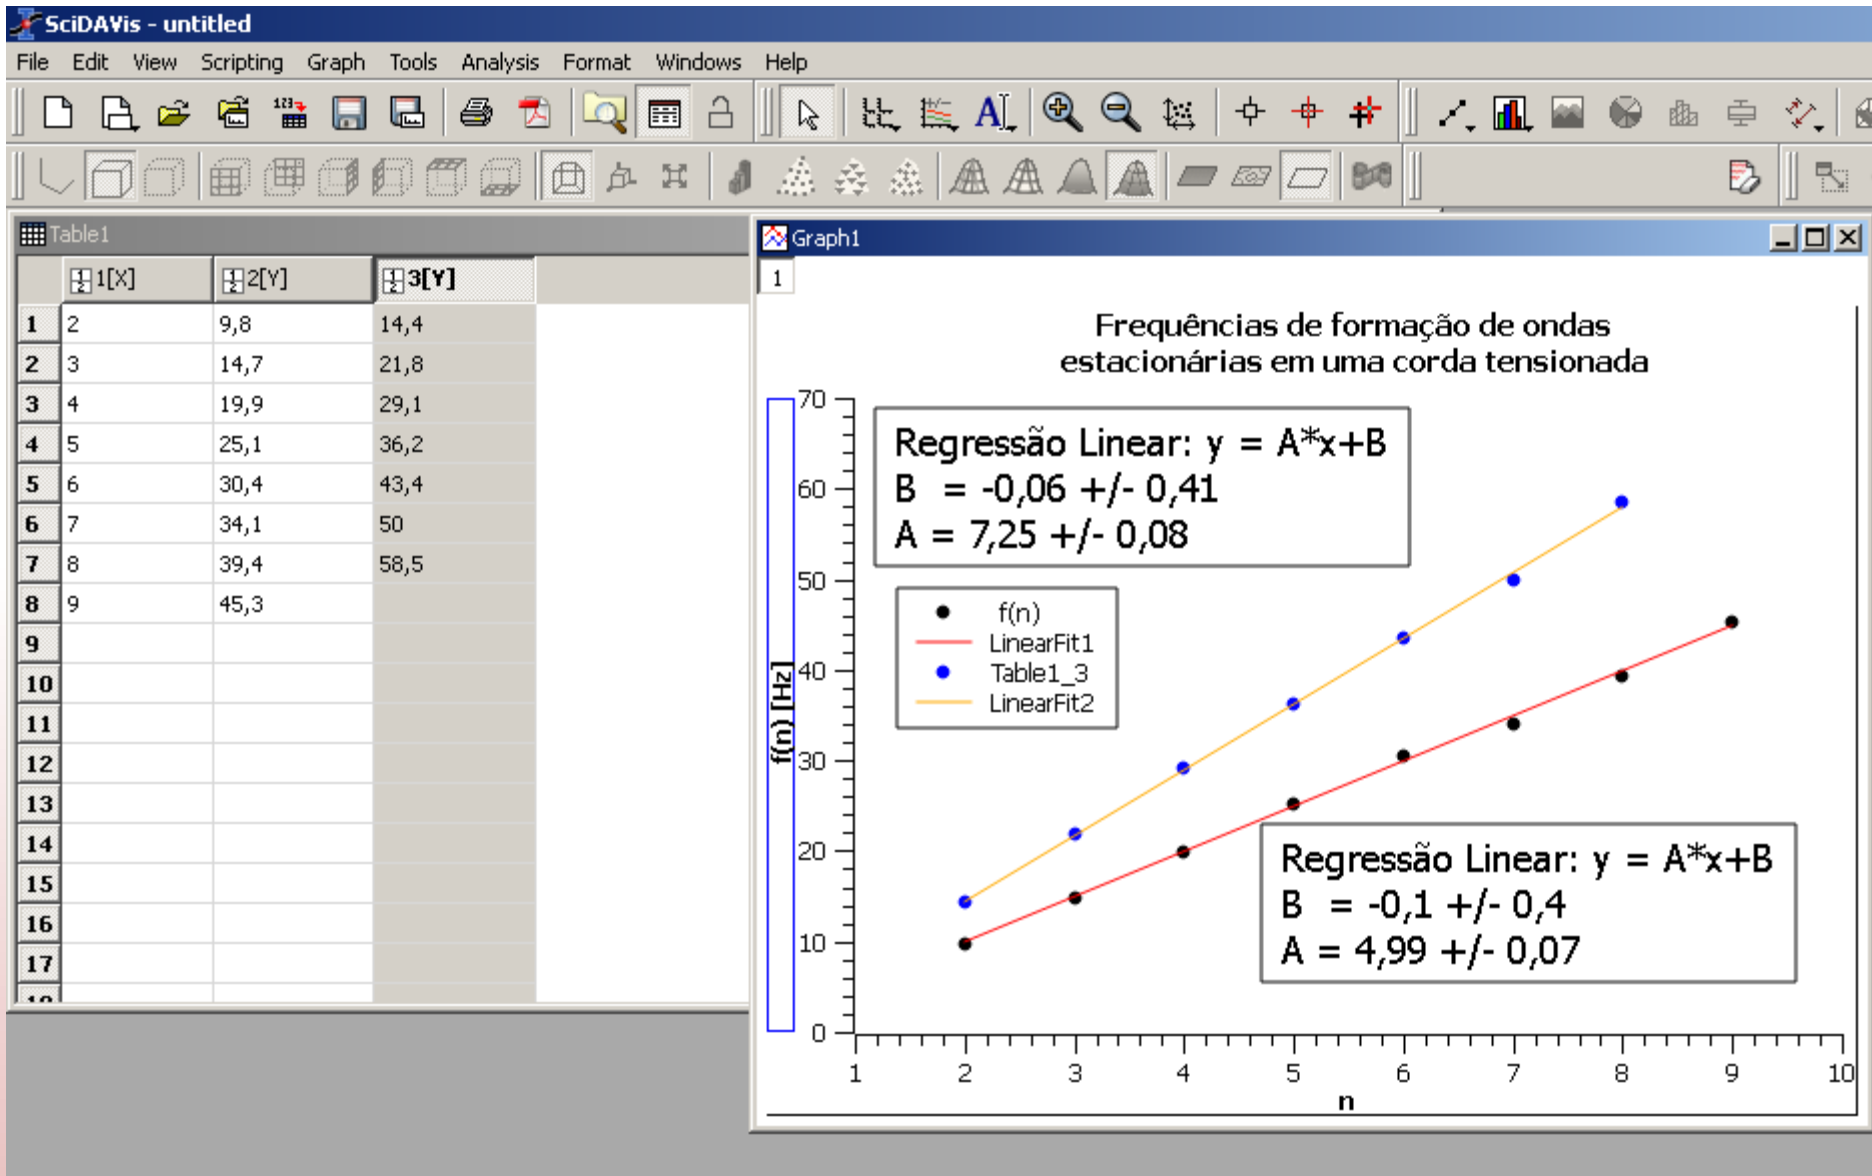 SciDAVis - untitled
File Edit View Scripting Graph Tools Analysis Format Windows Help
Table1
1[X] 2[Y] 3[Y]
1 2 9,8 14,4
2 3 14,7 21,8
3 4 19,9 29,1
4 5 25,1 36,2
5 6 30,4 43,4
6 7 34,1 50
7 8 39,4 58,5
8 9 45,3
9
10
11
12
13
14
15
16
17
Graph1
1
Frequências de formação de ondas
estacionárias em uma corda tensionada
Regressão Linear: y = A*x+B
B = -0,06 +/- 0,41
A = 7,25 +/- 0,08
f(n)
LinearFit1
Table1_3
LinearFit2
Regressão Linear: y = A*x+B
B = -0,1 +/- 0,4
A = 4,99 +/- 0,07
f(n) [Hz]
70
60
50
40
30
20
10
0
1 2 3 4 5 6 7 8 9 10
n